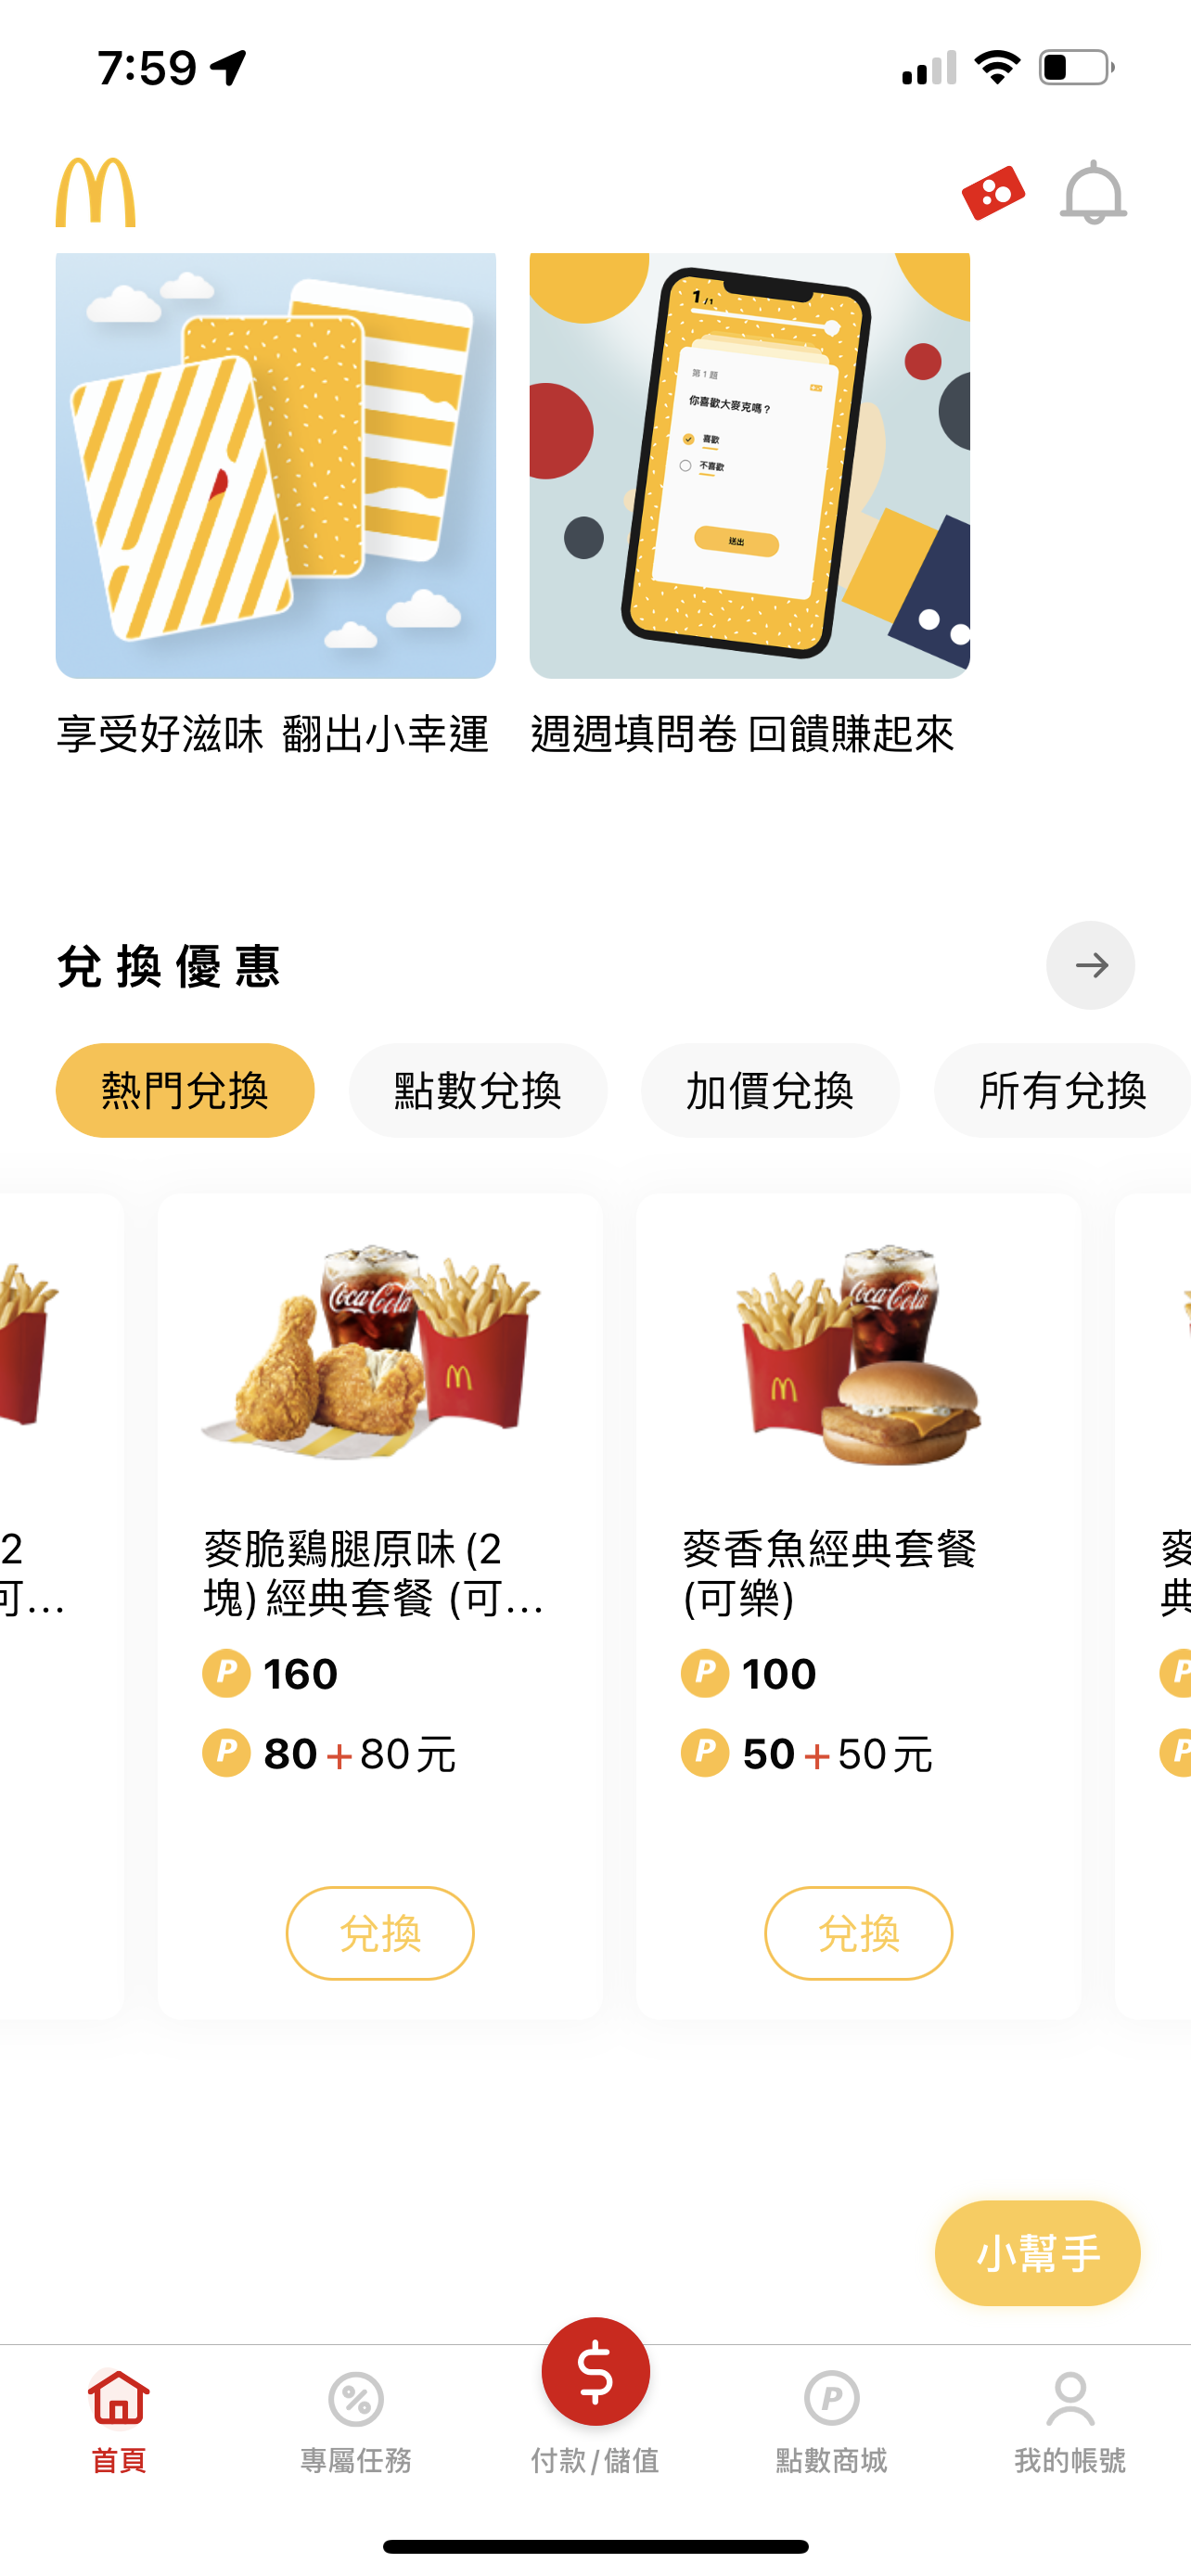 7:59
1 / 1
第 1 題
你喜歡大麥克嗎？
喜歡
不喜歡
送出
享受好滋味 翻出小幸運
週週填問卷 回饋賺起來
兌換優惠
熱門兌換
點數兌換
加價兌換
所有兌換
Coca-Cola
Coca-Cola
2
可...
麥脆鷄腿原味 (2
塊) 經典套餐 (可...
P 160
P 80+80元
兌換
麥香魚經典套餐
(可樂)
P 100
P 50+50元
兌換
麥
典
P
P
小幫手
首頁
專屬任務
付款/儲值
點數商城
我的帳號